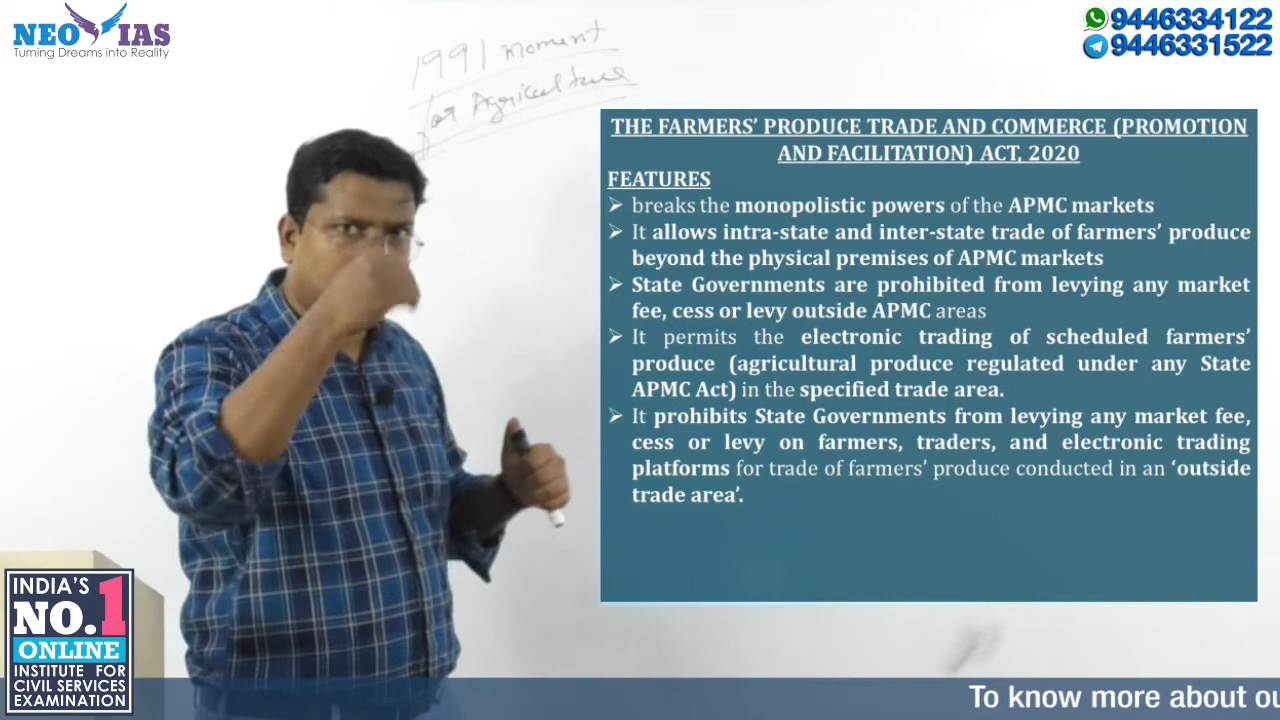 NEO IAS
Turning Dreams into Reality
9446334122
9446331522
1991 moment
for Agriculture
THE FARMERS’ PRODUCE TRADE AND COMMERCE (PROMOTION
AND FACILITATION) ACT, 2020
FEATURES
➢ breaks the monopolistic powers of the APMC markets
➢ It allows intra-state and inter-state trade of farmers’ produce
beyond the physical premises of APMC markets
➢ State Governments are prohibited from levying any market
fee, cess or levy outside APMC areas
➢ It permits the electronic trading of scheduled farmers’
produce (agricultural produce regulated under any State
APMC Act) in the specified trade area.
➢ It prohibits State Governments from levying any market fee,
cess or levy on farmers, traders, and electronic trading
platforms for trade of farmers’ produce conducted in an ‘outside
trade area’.
INDIA’S
NO.1
ONLINE
INSTITUTE FOR
CIVIL SERVICES
EXAMINATION
To know more about ou